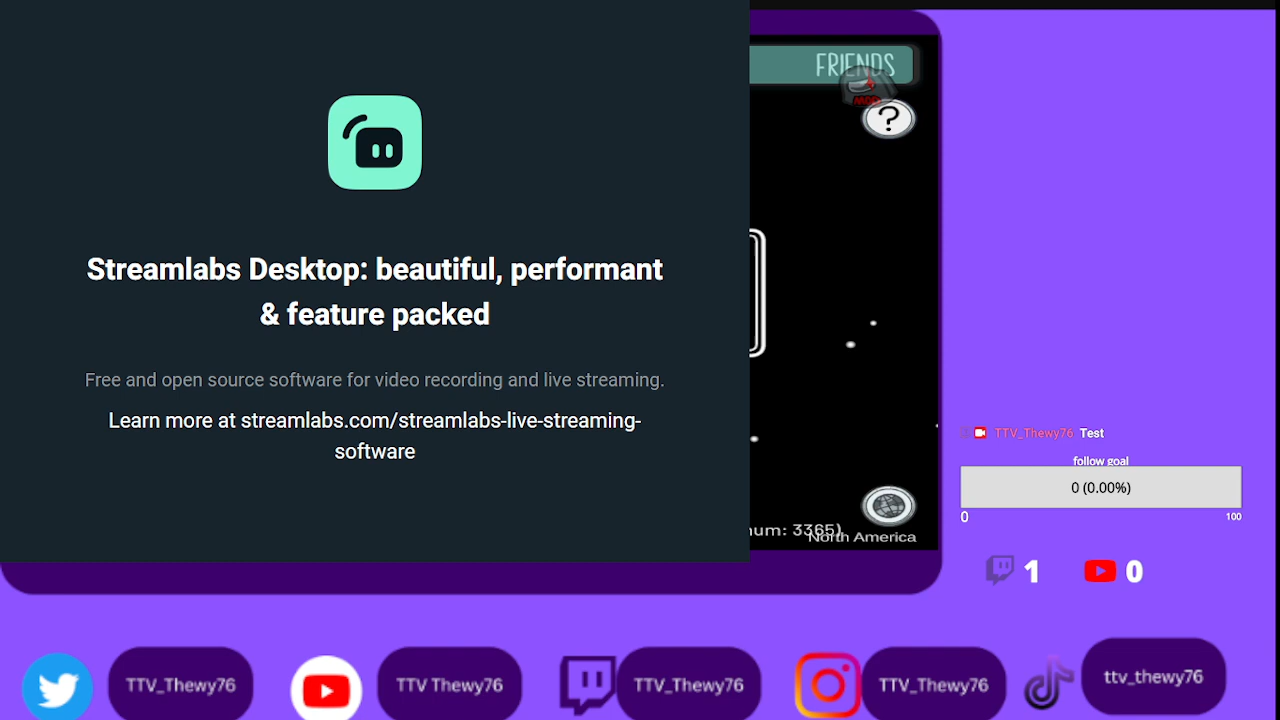 FRIENDS
MOD
?
Streamlabs Desktop: beautiful, performant
& feature packed
Free and open source software for video recording and live streaming.
Learn more at streamlabs.com/streamlabs-live-streaming-
software
TTV_Thewy76 Test
follow goal
0 (0.00%)
0 100
num: 3365),
North America
1 0
TTV_Thewy76 TTV Thewy76 TTV_Thewy76 TTV_Thewy76 ttv_thewy76